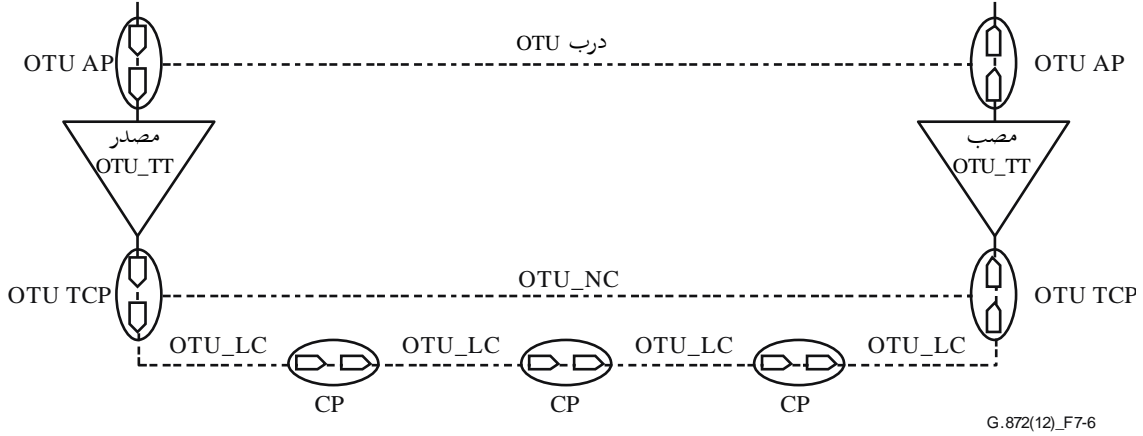 درب OTU
OTU AP
OTU AP
مصدر
OTU_TT
مصب
OTU_TT
OTU TCP
OTU_NC
OTU TCP
OTU_LC
OTU_LC
OTU_LC
OTU_LC
CP
CP
CP
G.872(12)_F7-6